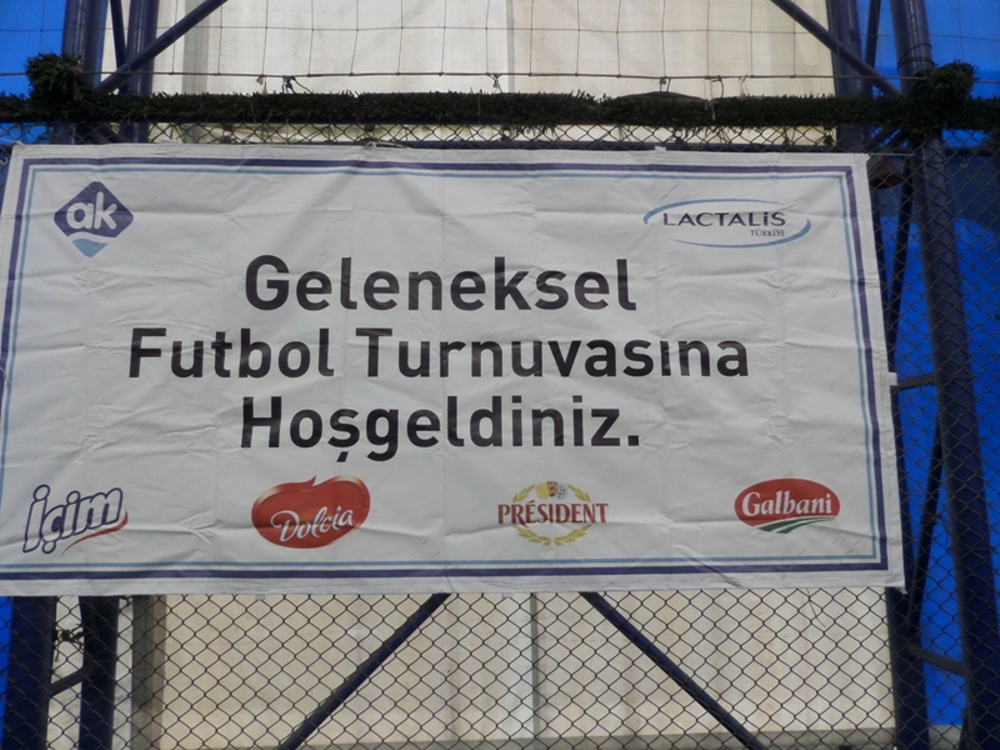 ak
LACTALiS
TÜRKİYE
Geleneksel
Futbol Turnuvasına
Hoşgeldiniz.
içim
Dolcia
PRÉSIDENT
Galbani